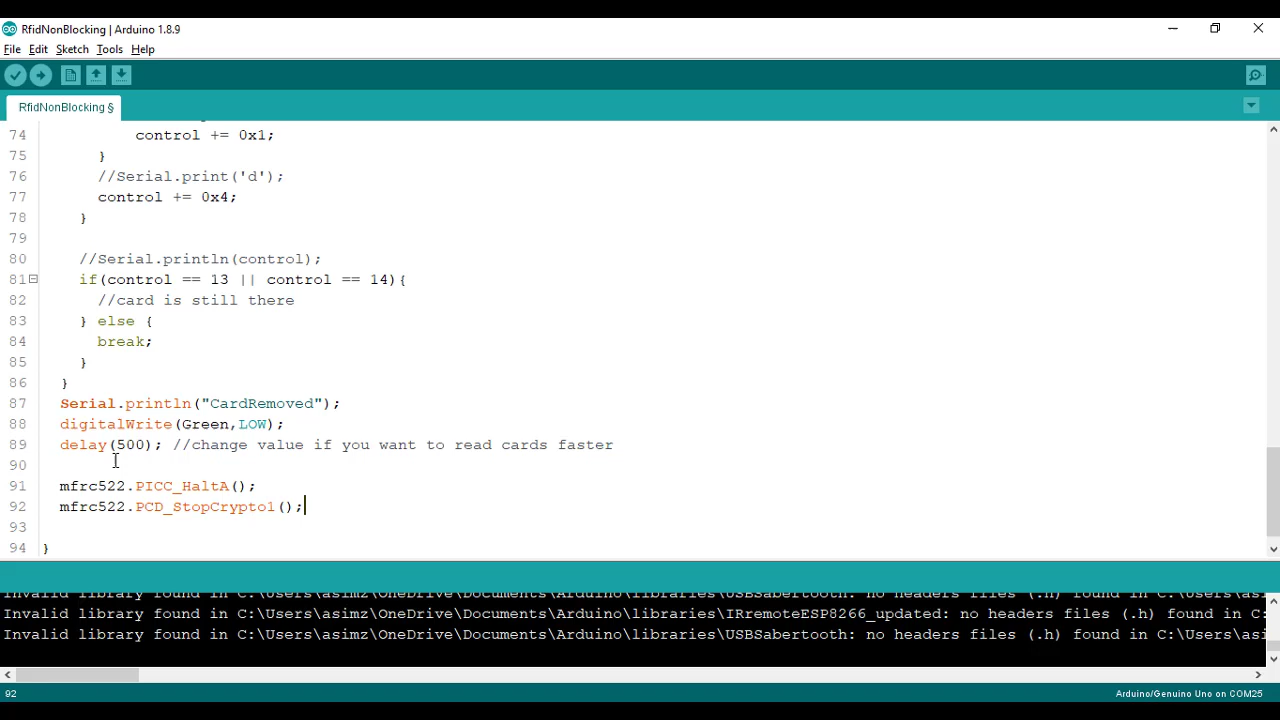 RfidNonBlocking | Arduino 1.8.9
File Edit Sketch Tools Help
RfidNonBlocking §
74 control += 0x1;
75 }
76 //Serial.print('d');
77 control += 0x4;
78 }
79
80 //Serial.println(control);
81 if(control == 13 || control == 14){
82 //card is still there
83 } else {
84 break;
85 }
86 }
87 Serial.println("CardRemoved");
88 digitalWrite(Green,LOW);
89 delay(500); //change value if you want to read cards faster
90
91 mfrc522.PICC_HaltA();
92 mfrc522.PCD_StopCrypto1();
93
94 }
Invalid library found in C:\Users\asimz\OneDrive\Documents\Arduino\libraries\USBSabertooth: no headers files (.h) found in C:\Users\asi
Invalid library found in C:\Users\asimz\OneDrive\Documents\Arduino\libraries\IRremoteESP8266_updated: no headers files (.h) found in C:
Invalid library found in C:\Users\asimz\OneDrive\Documents\Arduino\libraries\USBSabertooth: no headers files (.h) found in C:\Users\asi
92 Arduino/Genuino Uno on COM25